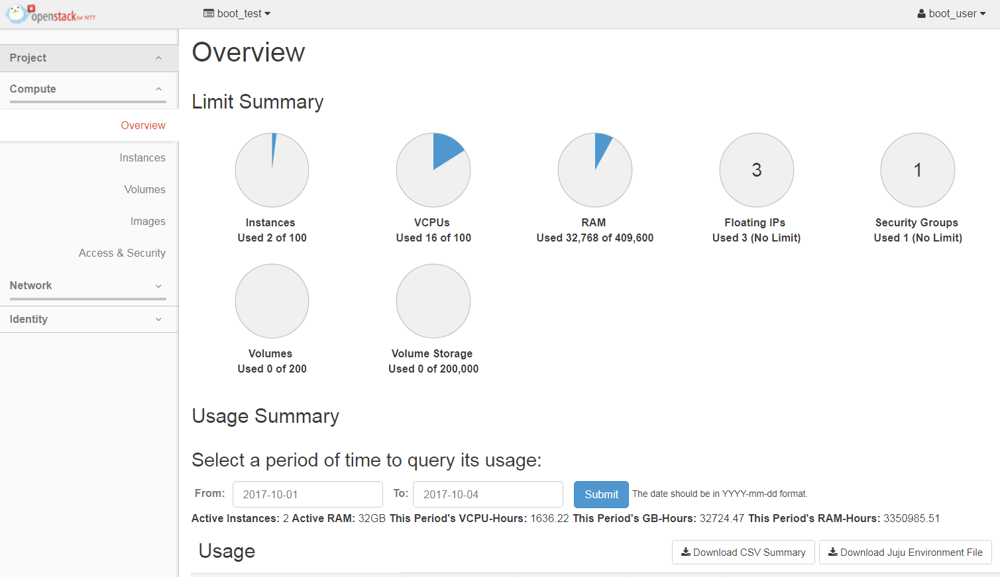 openstack for NTT
boot_test
boot_user
Project
Compute
Overview
Instances
Volumes
Images
Access & Security
Network
Identity
Overview
Limit Summary
3
1
Instances
Used 2 of 100
VCPUs
Used 16 of 100
RAM
Used 32,768 of 409,600
Floating IPs
Used 3 (No Limit)
Security Groups
Used 1 (No Limit)
Volumes
Used 0 of 200
Volume Storage
Used 0 of 200,000
Usage Summary
Select a period of time to query its usage:
From: 2017-10-01 To: 2017-10-04 Submit The date should be in YYYY-mm-dd format.
Active Instances: 2 Active RAM: 32GB This Period's VCPU-Hours: 1636.22 This Period's GB-Hours: 32724.47 This Period's RAM-Hours: 3350985.51
Usage
Download CSV Summary
Download Juju Environment File